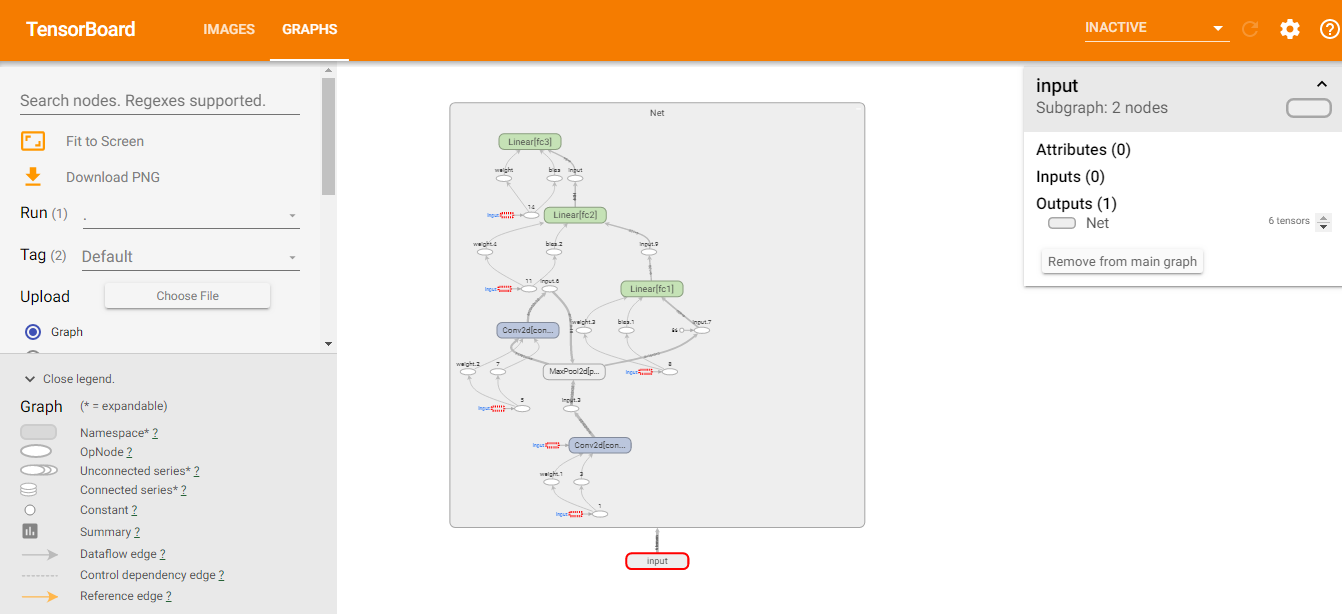 TensorBoard
IMAGES
GRAPHS
INACTIVE
Search nodes. Regexes supported.
Fit to Screen
Download PNG
Run (1)
.
Tag (2)
Default
Upload
Choose File
Graph
Close legend.
Graph (* = expandable)
Namespace* ?
OpNode ?
Unconnected series* ?
Connected series* ?
Constant ?
Summary ?
Dataflow edge ?
Control dependency edge ?
Reference edge ?
Net
Linear[fc3]
weight
bias
input
14
input
Linear[fc2]
weight.4
bias.2
input.9
11
input.6
input
Linear[fc1]
Conv2d[con...
weight.3
bias.1
input.7
weight.2
7
MaxPool2d[p...
input
8
input
5
input.3
input
Conv2d[con...
weight.1
3
input
1
input
input
Subgraph: 2 nodes
Attributes (0)
Inputs (0)
Outputs (1)
Net
6 tensors
Remove from main graph